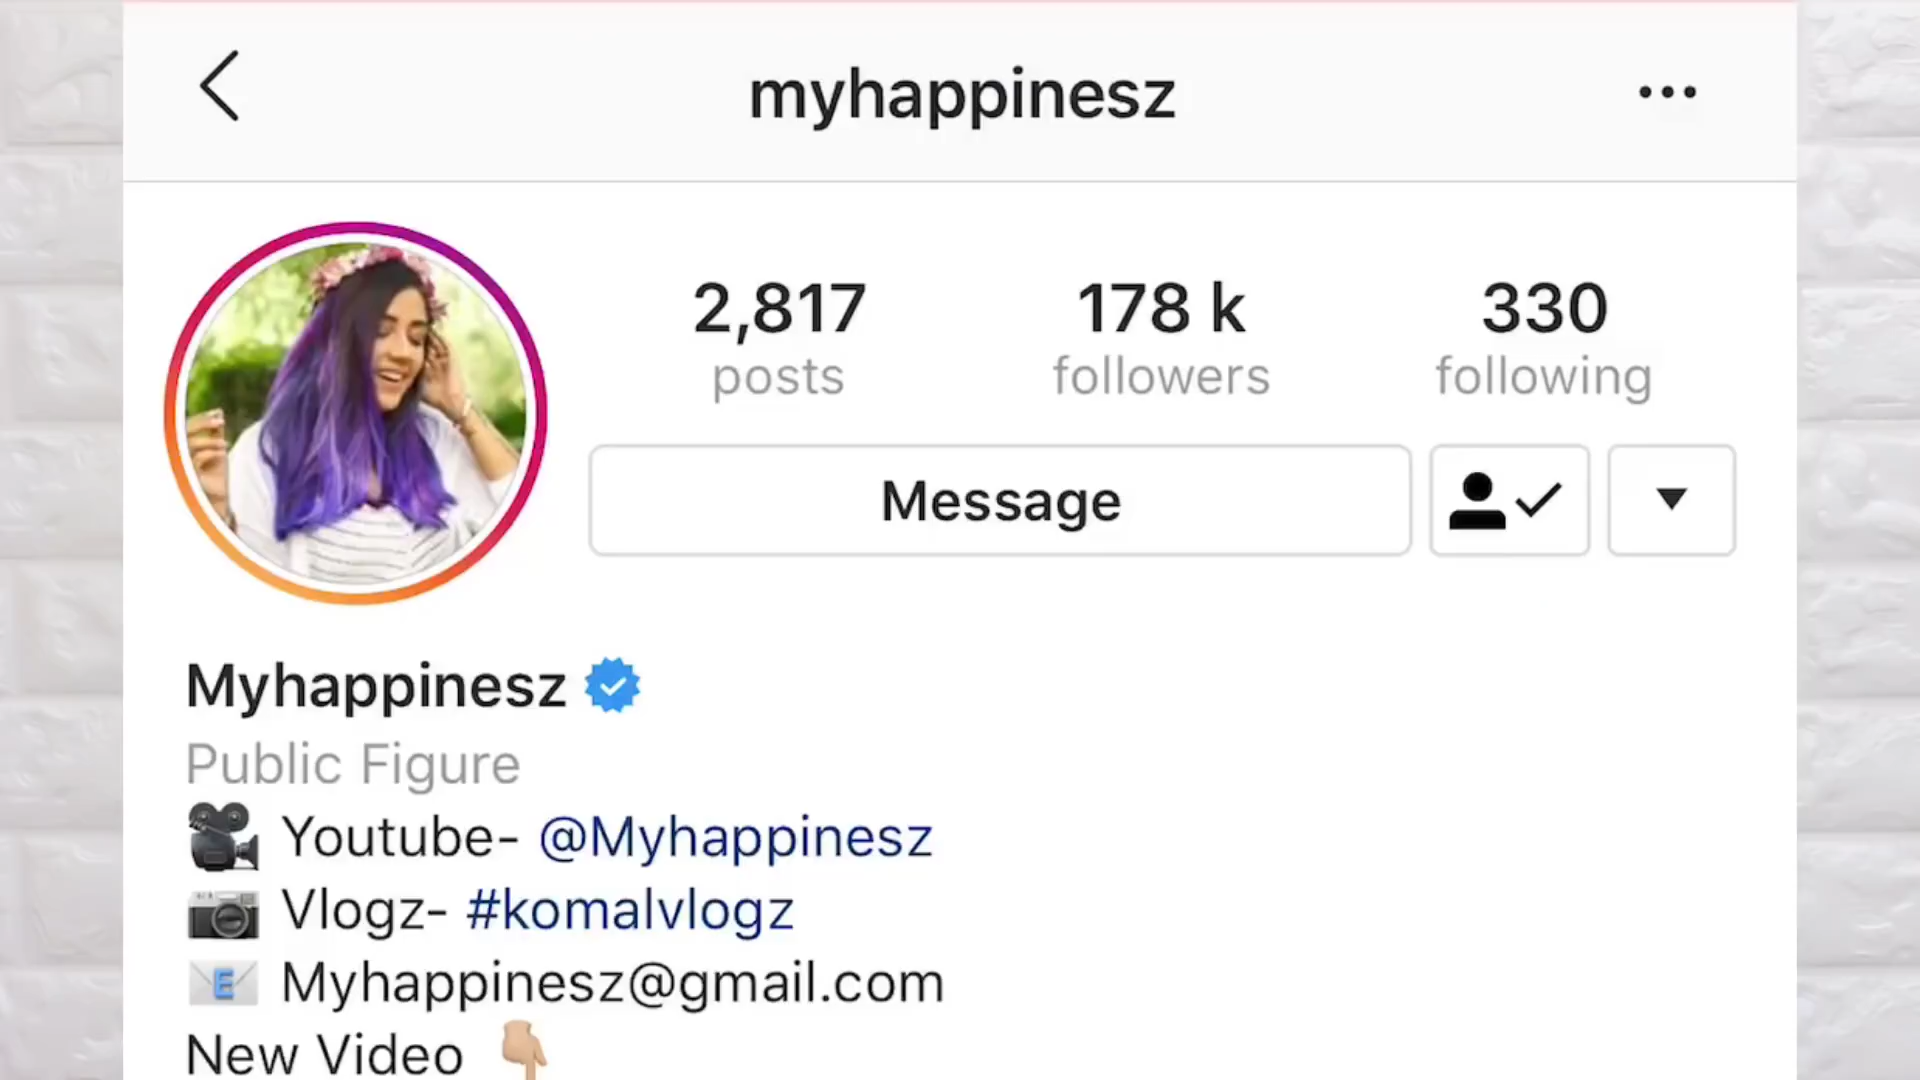 myhappinesz
2,817 178 k 330
posts followers following
Message
Myhappinesz
Public Figure
Youtube- @Myhappinesz
Vlogz- #komalvlogz
Myhappinesz@gmail.com
New Video